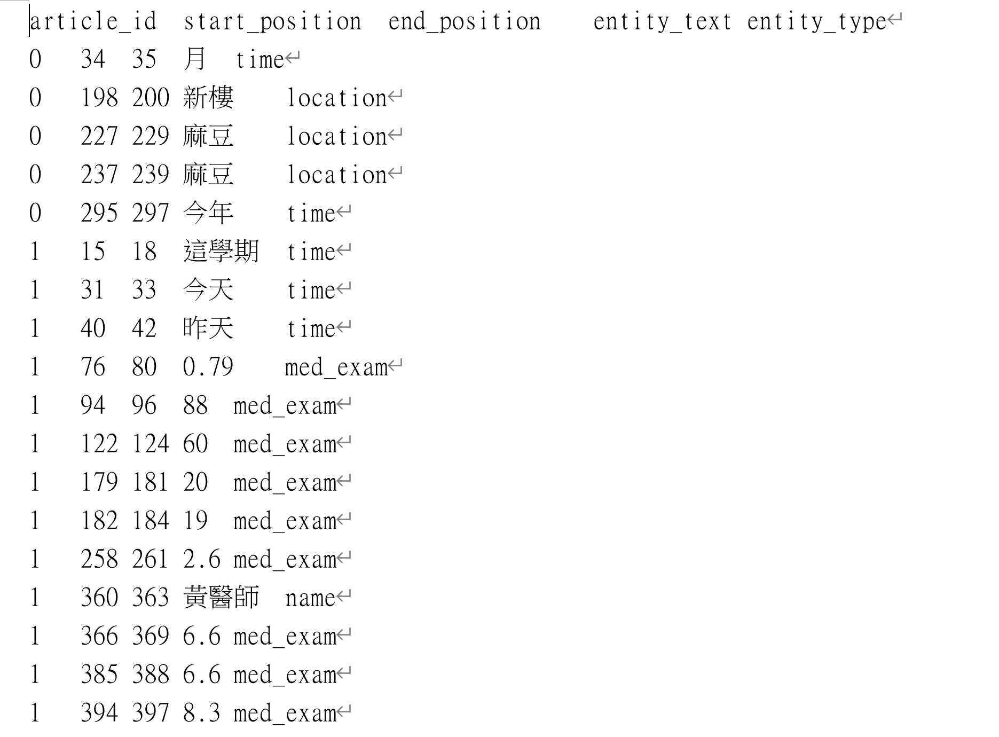 article_id start_position end_position entity_text entity_type
0 34 35 月 time
0 198 200 新樓 location
0 227 229 麻豆 location
0 237 239 麻豆 location
0 295 297 今年 time
1 15 18 這學期 time
1 31 33 今天 time
1 40 42 昨天 time
1 76 80 0.79 med_exam
1 94 96 88 med_exam
1 122 124 60 med_exam
1 179 181 20 med_exam
1 182 184 19 med_exam
1 258 261 2.6 med_exam
1 360 363 黃醫師 name
1 366 369 6.6 med_exam
1 385 388 6.6 med_exam
1 394 397 8.3 med_exam